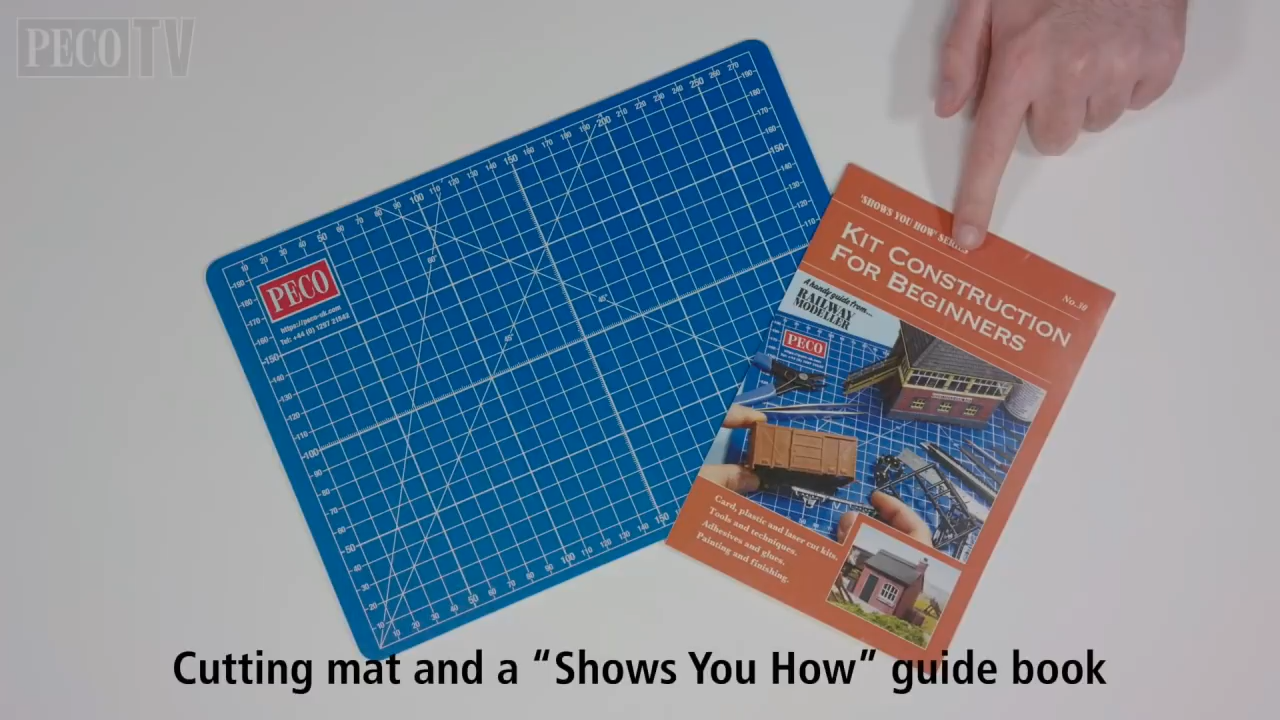 PECO TV
PECO
https://peco-uk.com
Tel: +44 (0) 1297 21542
'SHOWS YOU HOW' SERIES
KIT CONSTRUCTION
FOR BEGINNERS
No.30
A handy guide from...
RAILWAY
MODELLER
PECO
Card, plastic and laser cut kits.
Tools and techniques.
Adhesives and glues.
Painting and finishing.
Cutting mat and a “Shows You How” guide book